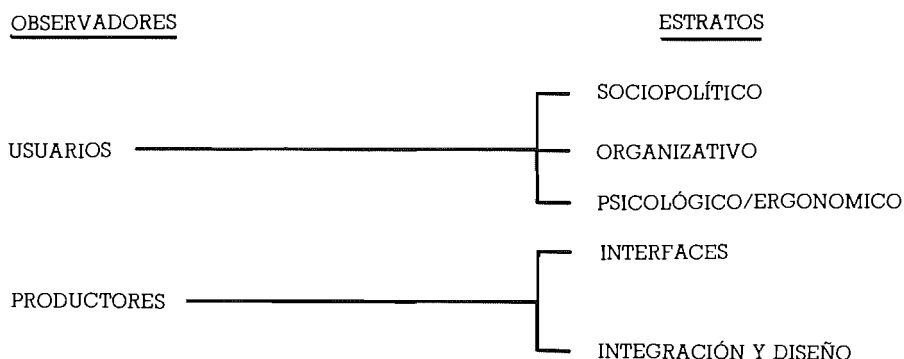 OBSERVADORES ESTRATOS
SOCIOPOLÍTICO
USUARIOS ORGANIZATIVO
PSICOLÓGICO/ERGONOMICO
INTERFACES
PRODUCTORES
INTEGRACIÓN Y DISEÑO